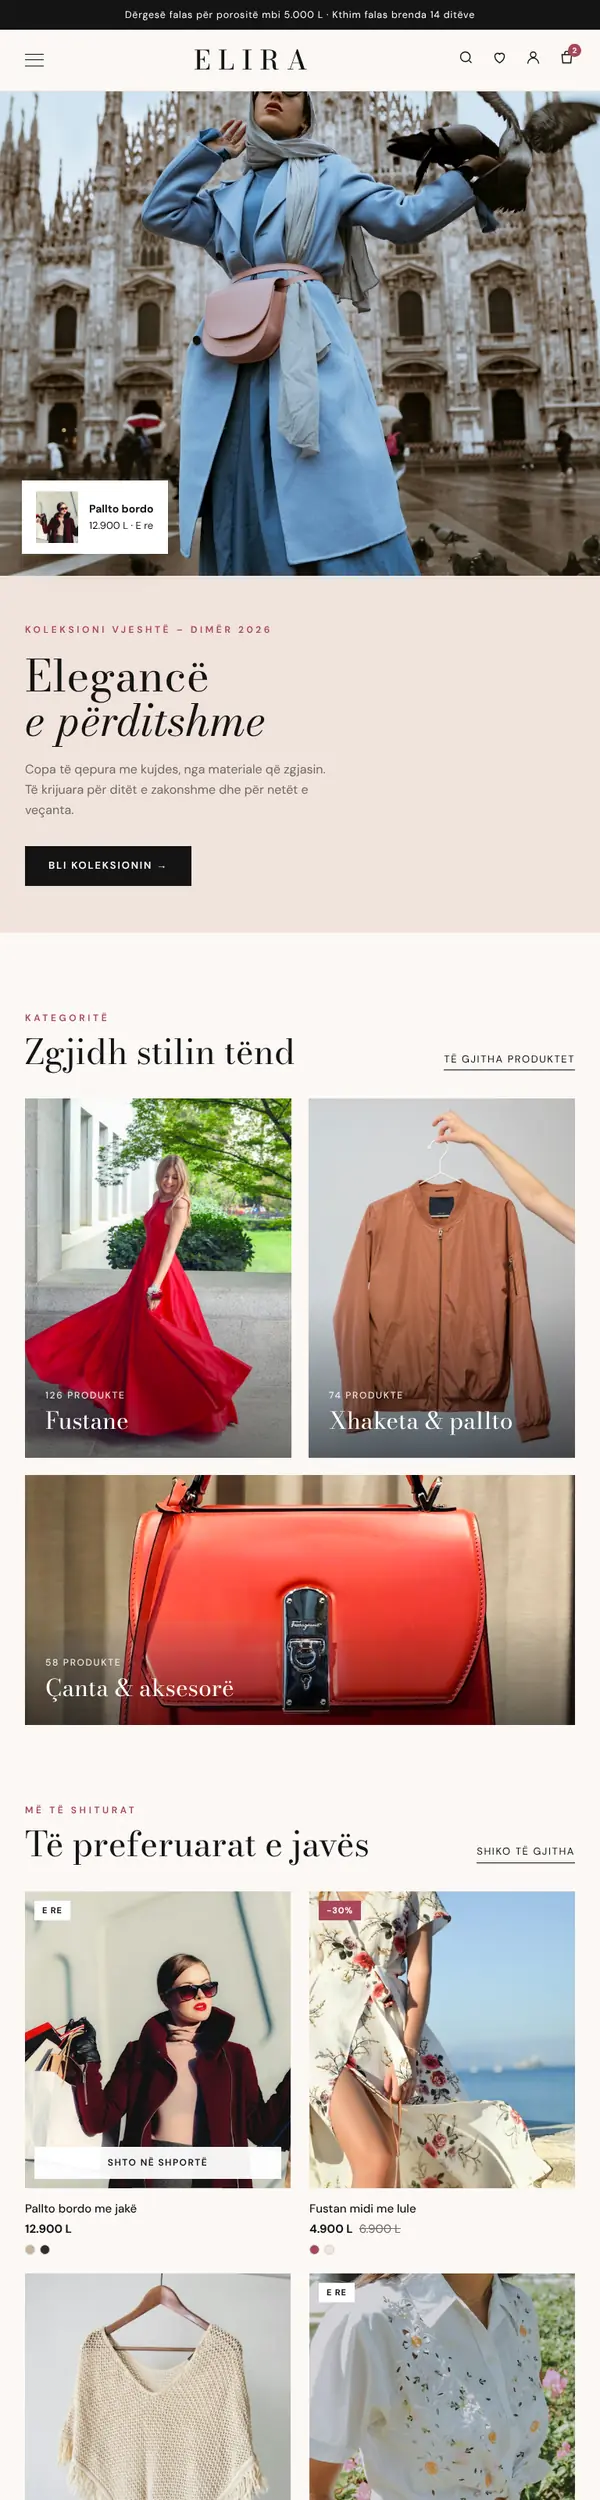 Dërgesë falas për porositë mbi 5.000 L · Kthim falas brenda 14 ditëve
ELIRA
2
Pallto bordo
12.900 L · E re
KOLEKSIONI VJESHTË – DIMËR 2026
Elegancë
e përditshme
Copa të qepura me kujdes, nga materiale që zgjasin.
Të krijuara për ditët e zakonshme dhe për netët e
veçanta.
BLI KOLEKSIONIN →
KATEGORITË
Zgjidh stilin tënd
TË GJITHA PRODUKTET
126 PRODUKTE
Fustane
74 PRODUKTE
Xhaketa & pallto
58 PRODUKTE
Çanta & aksesorë
MË TË SHITURAT
Të preferuarat e javës
SHIKO TË GJITHA
E RE
−30%
SHTO NË SHPORTË
Pallto bordo me jakë
12.900 L
Fustan midi me lule
4.900 L 6.900 L
E RE